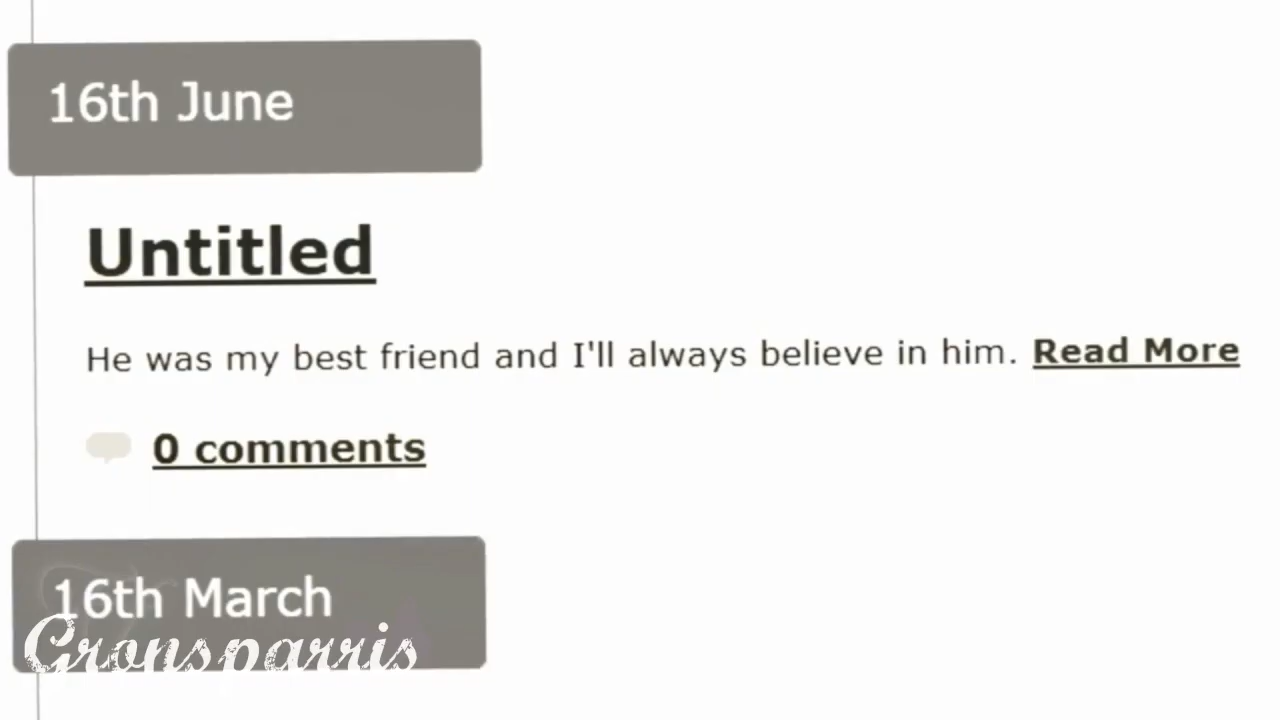 16th June
Untitled
He was my best friend and I'll always believe in him. Read More
0 comments
16th March
Gronsparris